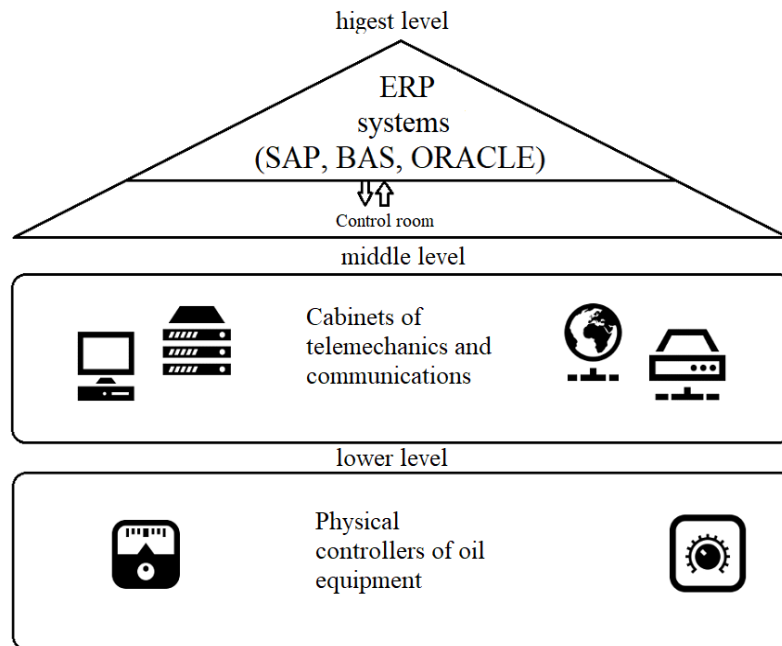 higest level
ERP
systems
(SAP, BAS, ORACLE)
Control room
middle level
Cabinets of
telemechanics and
communications
lower level
Physical
controllers of oil
equipment